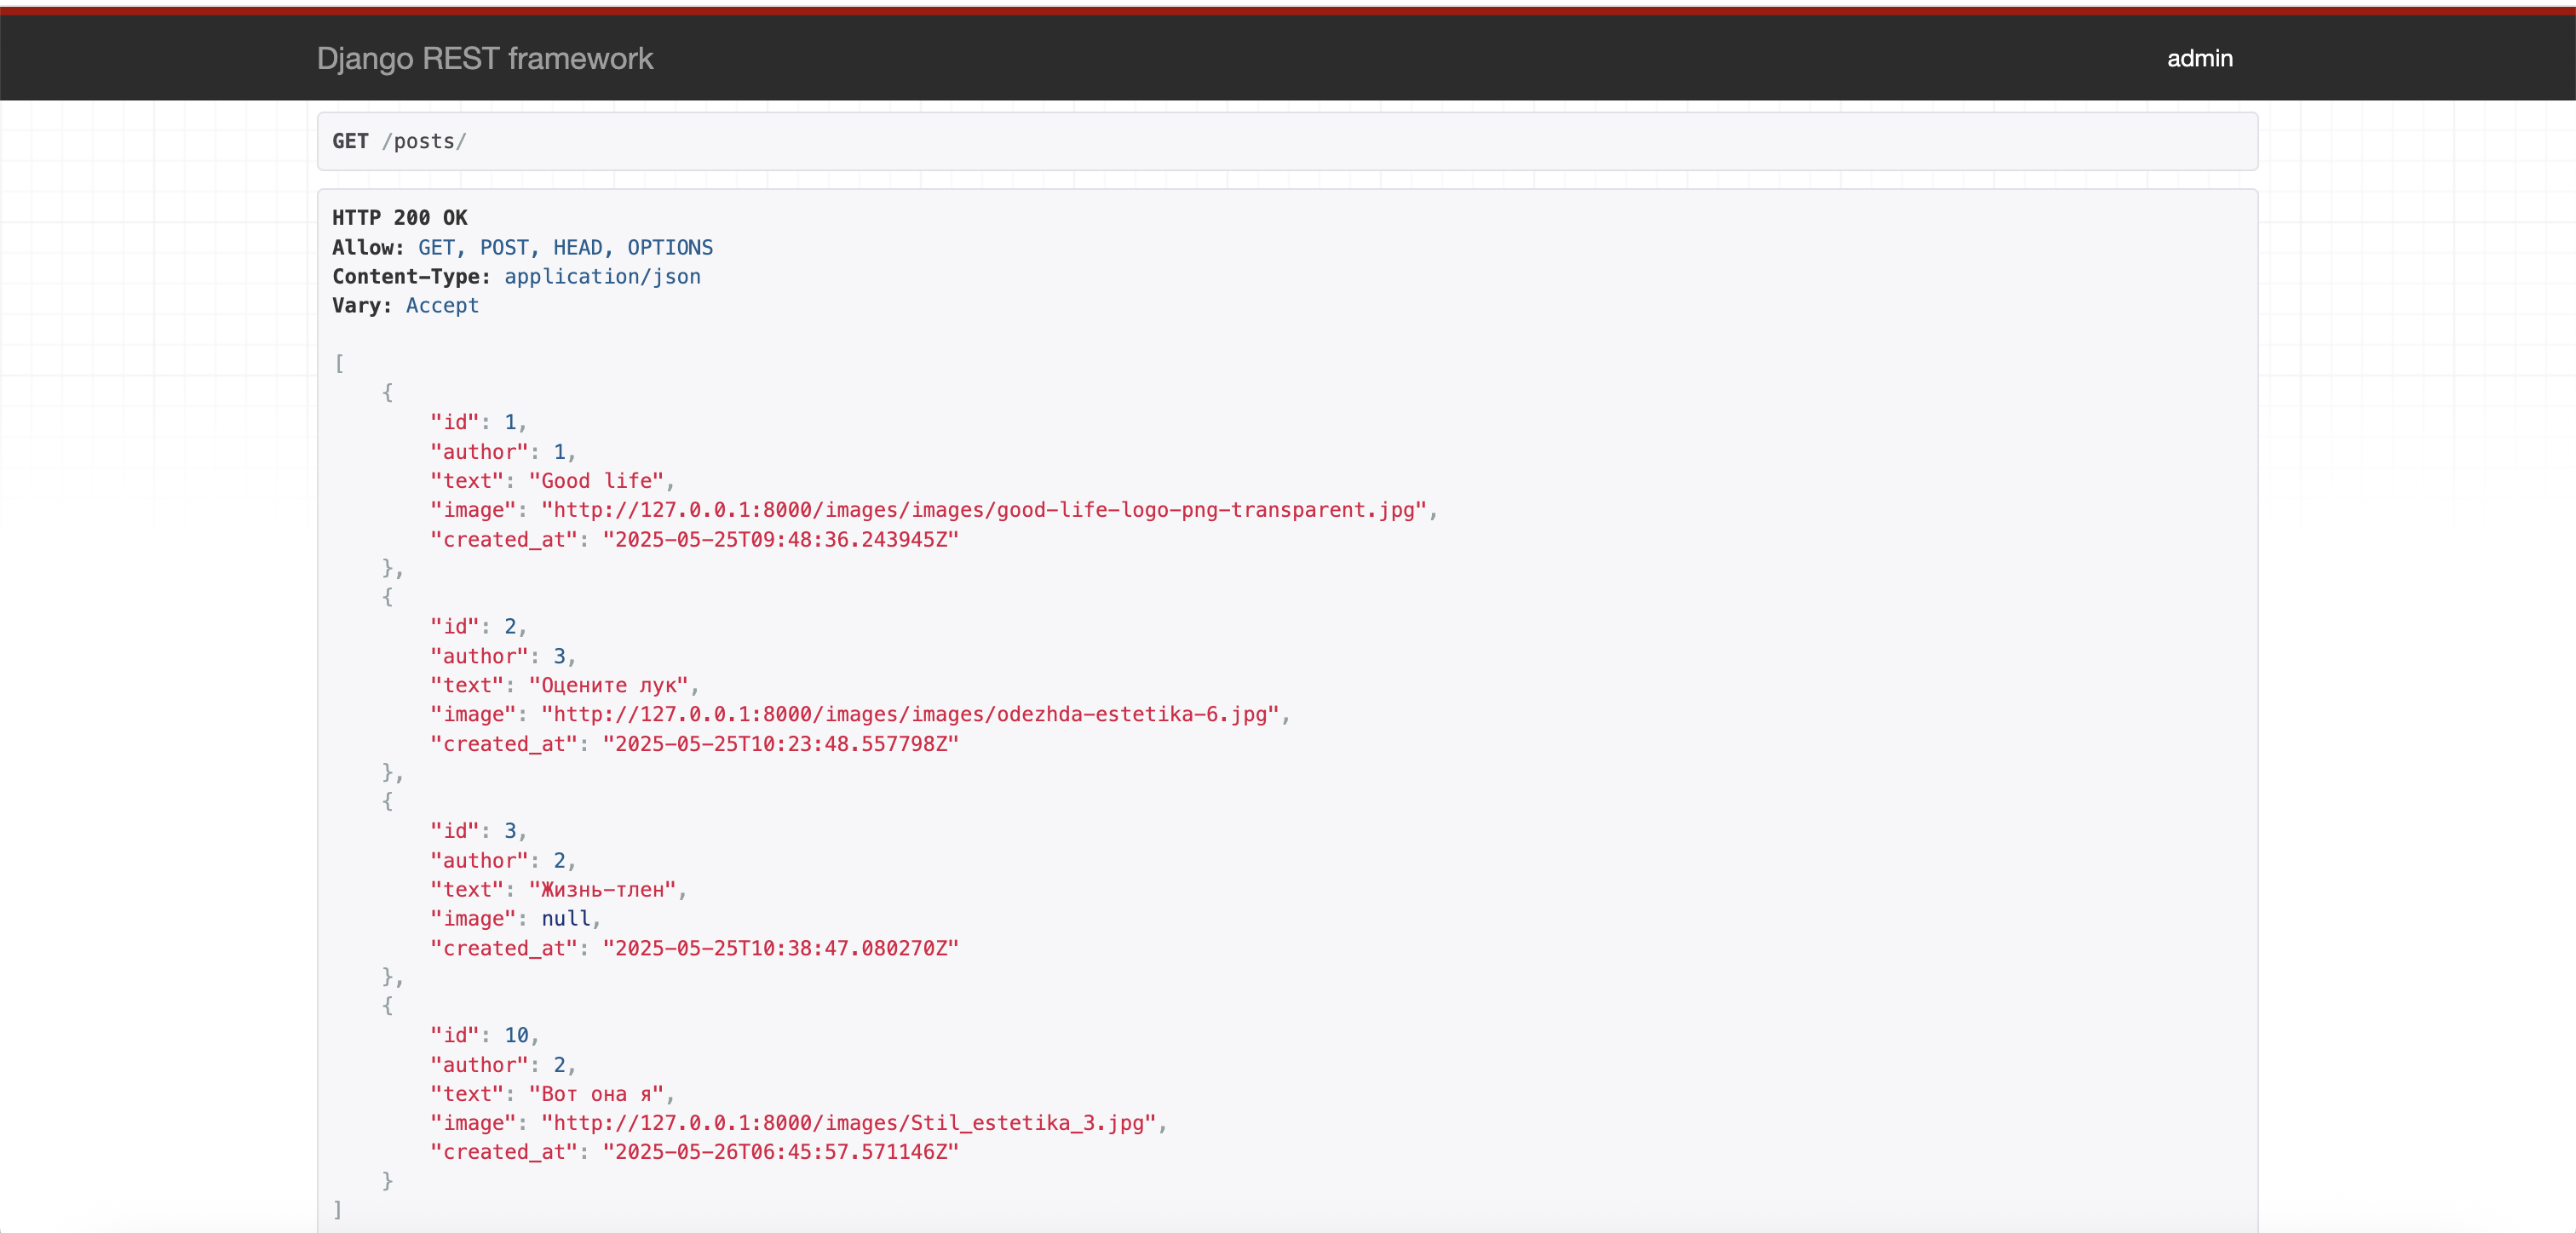 Django REST framework
admin
GET /posts/
HTTP 200 OK
Allow: GET, POST, HEAD, OPTIONS
Content-Type: application/json
Vary: Accept
[
    {
        "id": 1,
        "author": 1,
        "text": "Good life",
        "image": "http://127.0.0.1:8000/images/images/good-life-logo-png-transparent.jpg",
        "created_at": "2025-05-25T09:48:36.243945Z"
    },
    {
        "id": 2,
        "author": 3,
        "text": "Оцените лук",
        "image": "http://127.0.0.1:8000/images/images/odezhda-estetika-6.jpg",
        "created_at": "2025-05-25T10:23:48.557798Z"
    },
    {
        "id": 3,
        "author": 2,
        "text": "Жизнь-тлен",
        "image": null,
        "created_at": "2025-05-25T10:38:47.080270Z"
    },
    {
        "id": 10,
        "author": 2,
        "text": "Вот она я",
        "image": "http://127.0.0.1:8000/images/Stil_estetika_3.jpg",
        "created_at": "2025-05-26T06:45:57.571146Z"
    }
]